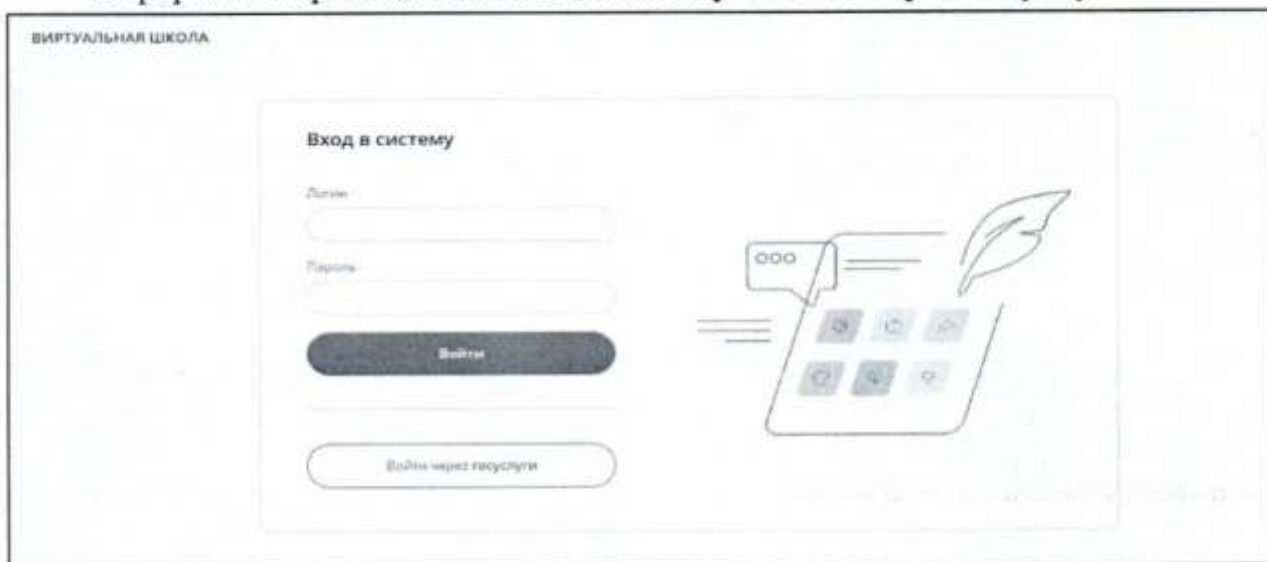 ВИРТУАЛЬНАЯ ШКОЛА
Вход в систему
Логин
Пароль
Войти
Войти через госуслуги